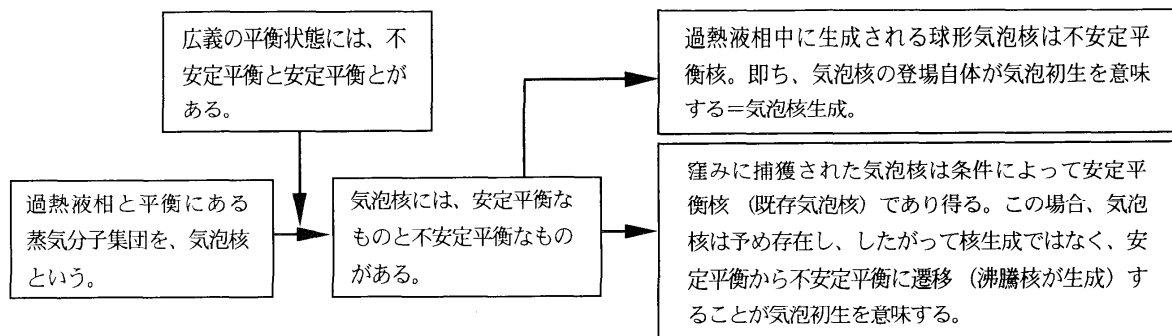 広義の平衡状態には、不
安定平衡と安定平衡とが
ある。
過熱液相と平衡にある
蒸気分子集団を、気泡核
という。
気泡核には、安定平衡な
ものと不安定平衡なもの
がある。
過熱液相中に生成される球形気泡核は不安定平
衡核。即ち、気泡核の登場自体が気泡初生を意味
する＝気泡核生成。
窪みに捕獲された気泡核は条件によって安定平
衡核（既存気泡核）であり得る。この場合、気泡
核は予め存在し、したがって核生成ではなく、安
定平衡から不安定平衡に遷移（沸騰核が生成）す
ることが気泡初生を意味する。